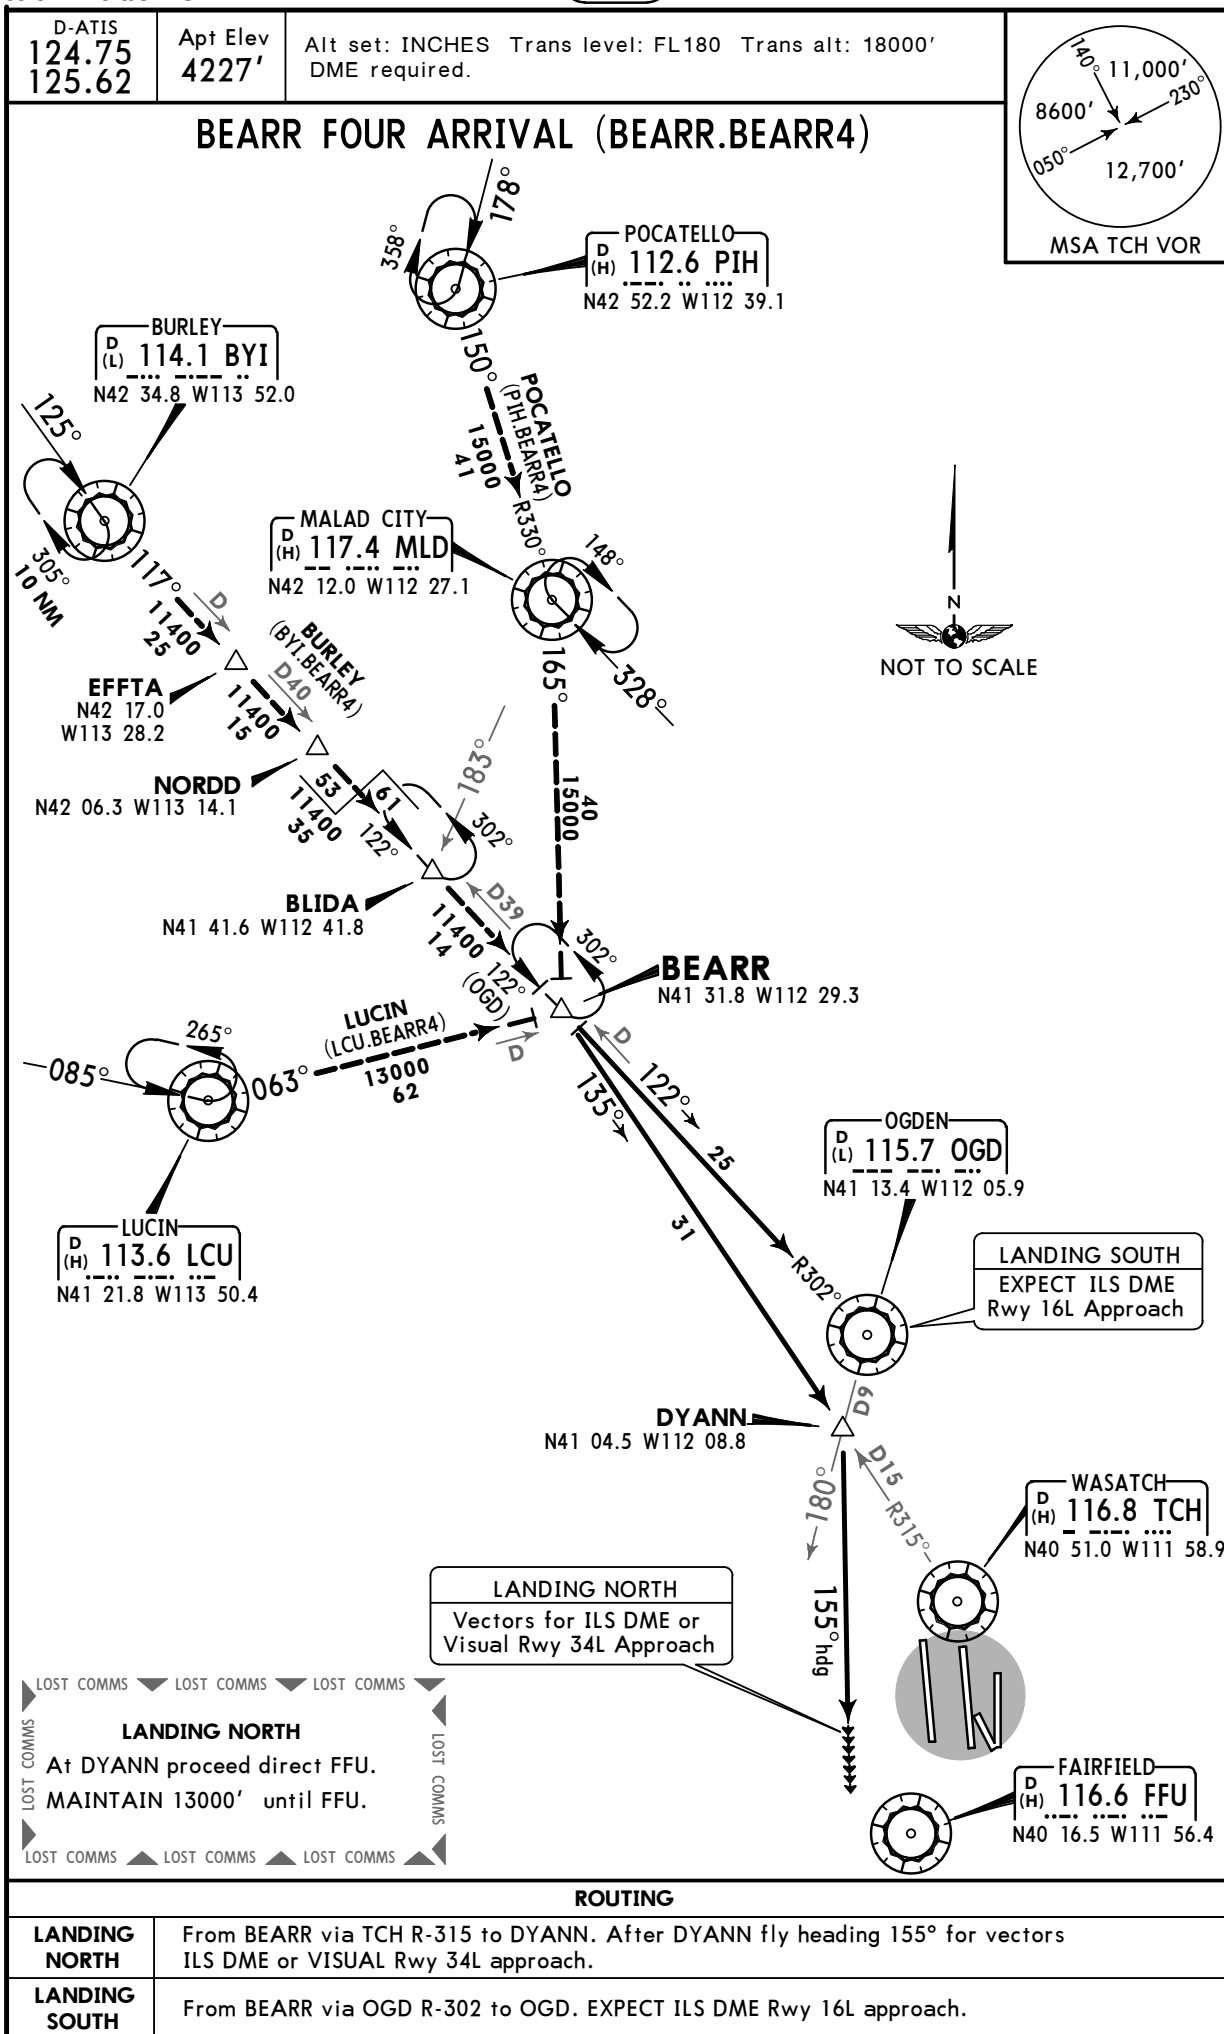 D-ATIS
124.75
125.62
Apt Elev
4227'
Alt set: INCHES Trans level: FL180 Trans alt: 18000'
DME required.
140°
11,000'
230°
8600'
050°
12,700'
MSA TCH VOR
BEARR FOUR ARRIVAL (BEARR.BEARR4)
178°
358°
POCATELLO
D
(H) 112.6 PIH
N42 52.2 W112 39.1
BURLEY
D
(L) 114.1 BYI
N42 34.8 W113 52.0
150°
POCATELLO
(PIH.BEARR4)
15000
41
R330°
125°
305°
10 NM
117°
11400
25
D
MALAD CITY
D
(H) 117.4 MLD
N42 12.0 W112 27.1
148°
328°
165°
N
NOT TO SCALE
BURLEY
(BYI.BEARR4)
EFFTA
N42 17.0
W113 28.2
D40
11400
15
NORDD
N42 06.3 W113 14.1
53
61
11400
35
122°
183°
302°
40
15000
BLIDA
N41 41.6 W112 41.8
D39
11400
14
122°
(OGD)
302°
BEARR
N41 31.8 W112 29.3
LUCIN
(LCU.BEARR4)
265°
085°
063°
13000
62
D
D
135°
122°
25
31
LUCIN
D
(H) 113.6 LCU
N41 21.8 W113 50.4
OGDEN
D
(L) 115.7 OGD
N41 13.4 W112 05.9
R302°
LANDING SOUTH
EXPECT ILS DME
Rwy 16L Approach
D9
DYANN
N41 04.5 W112 08.8
D15
R315°
180°
WASATCH
D
(H) 116.8 TCH
N40 51.0 W111 58.9
LANDING NORTH
Vectors for ILS DME or
Visual Rwy 34L Approach
155° hdg
LOST COMMS LOST COMMS LOST COMMS
LOST COMMS
LOST COMMS
LANDING NORTH
At DYANN proceed direct FFU.
MAINTAIN 13000' until FFU.
LOST COMMS LOST COMMS LOST COMMS
FAIRFIELD
D
(H) 116.6 FFU
N40 16.5 W111 56.4
ROUTING
LANDING
NORTH
From BEARR via TCH R-315 to DYANN. After DYANN fly heading 155° for vectors
ILS DME or VISUAL Rwy 34L approach.
LANDING
SOUTH
From BEARR via OGD R-302 to OGD. EXPECT ILS DME Rwy 16L approach.